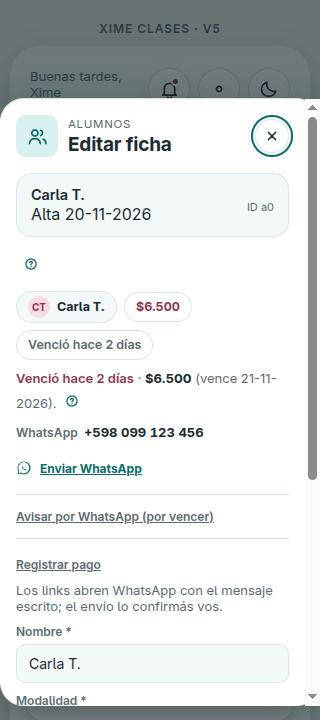 XIME CLASES · V5
Buenas tardes,
Xime
ALUMNOS
Editar ficha
Carla T.
Alta 20-11-2026
ID a0
CT Carla T.
$6.500
Venció hace 2 días
Venció hace 2 días · $6.500 (vence 21-11-
2026).
WhatsApp +598 099 123 456
Enviar WhatsApp
Avisar por WhatsApp (por vencer)
Registrar pago
Los links abren WhatsApp con el mensaje
escrito; el envío lo confirmás vos.
Nombre *
Carla T.
Modalidad *